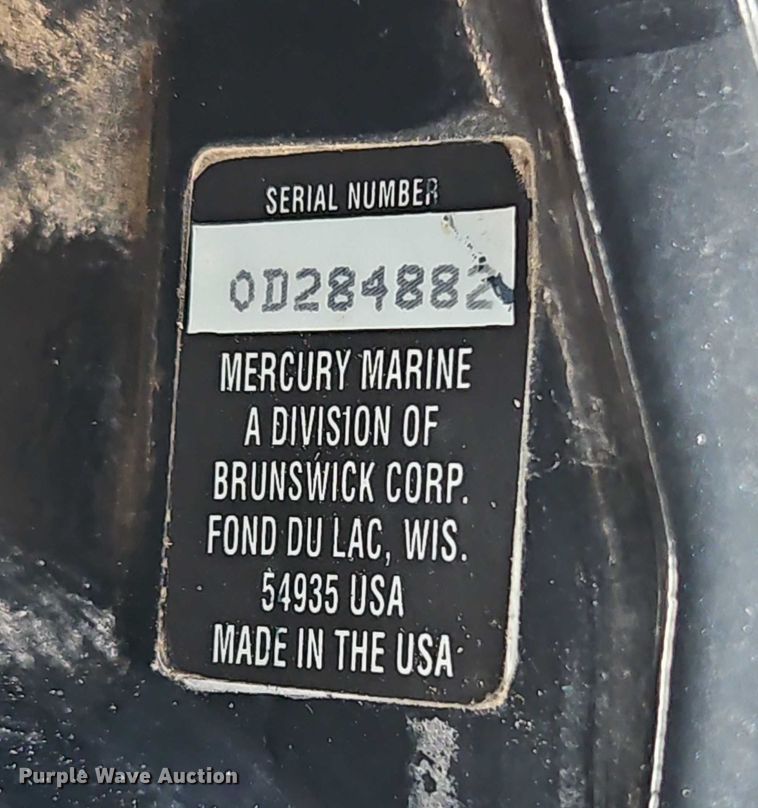 SERIAL NUMBER
0D284882
MERCURY MARINE
A DIVISION OF
BRUNSWICK CORP.
FOND DU LAC, WIS.
54935 USA
MADE IN THE USA
Purple Wave Auction